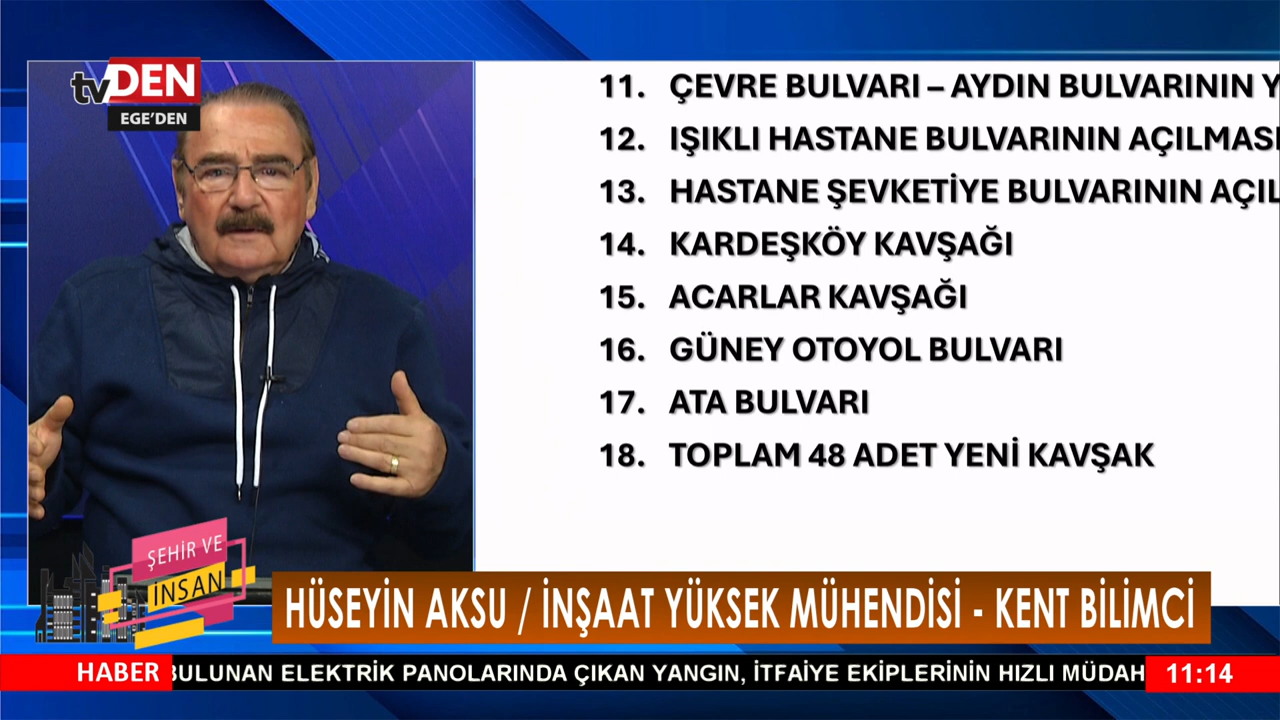 tvDEN
EGE'DEN
11. ÇEVRE BULVARI – AYDIN BULVARININ Y
12. IŞIKLI HASTANE BULVARININ AÇILMASI
13. HASTANE ŞEVKETİYE BULVARININ AÇIL
14. KARDEŞKÖY KAVŞAĞI
15. ACARLAR KAVŞAĞI
16. GÜNEY OTOYOL BULVARI
17. ATA BULVARI
18. TOPLAM 48 ADET YENİ KAVŞAK
ŞEHİR VE
İNSAN
HÜSEYİN AKSU / İNŞAAT YÜKSEK MÜHENDİSİ - KENT BİLİMCİ
HABER BULUNAN ELEKTRİK PANOLARINDA ÇIKAN YANGIN, İTFAİYE EKİPLERİNİN HIZLI MÜDAH 11:14